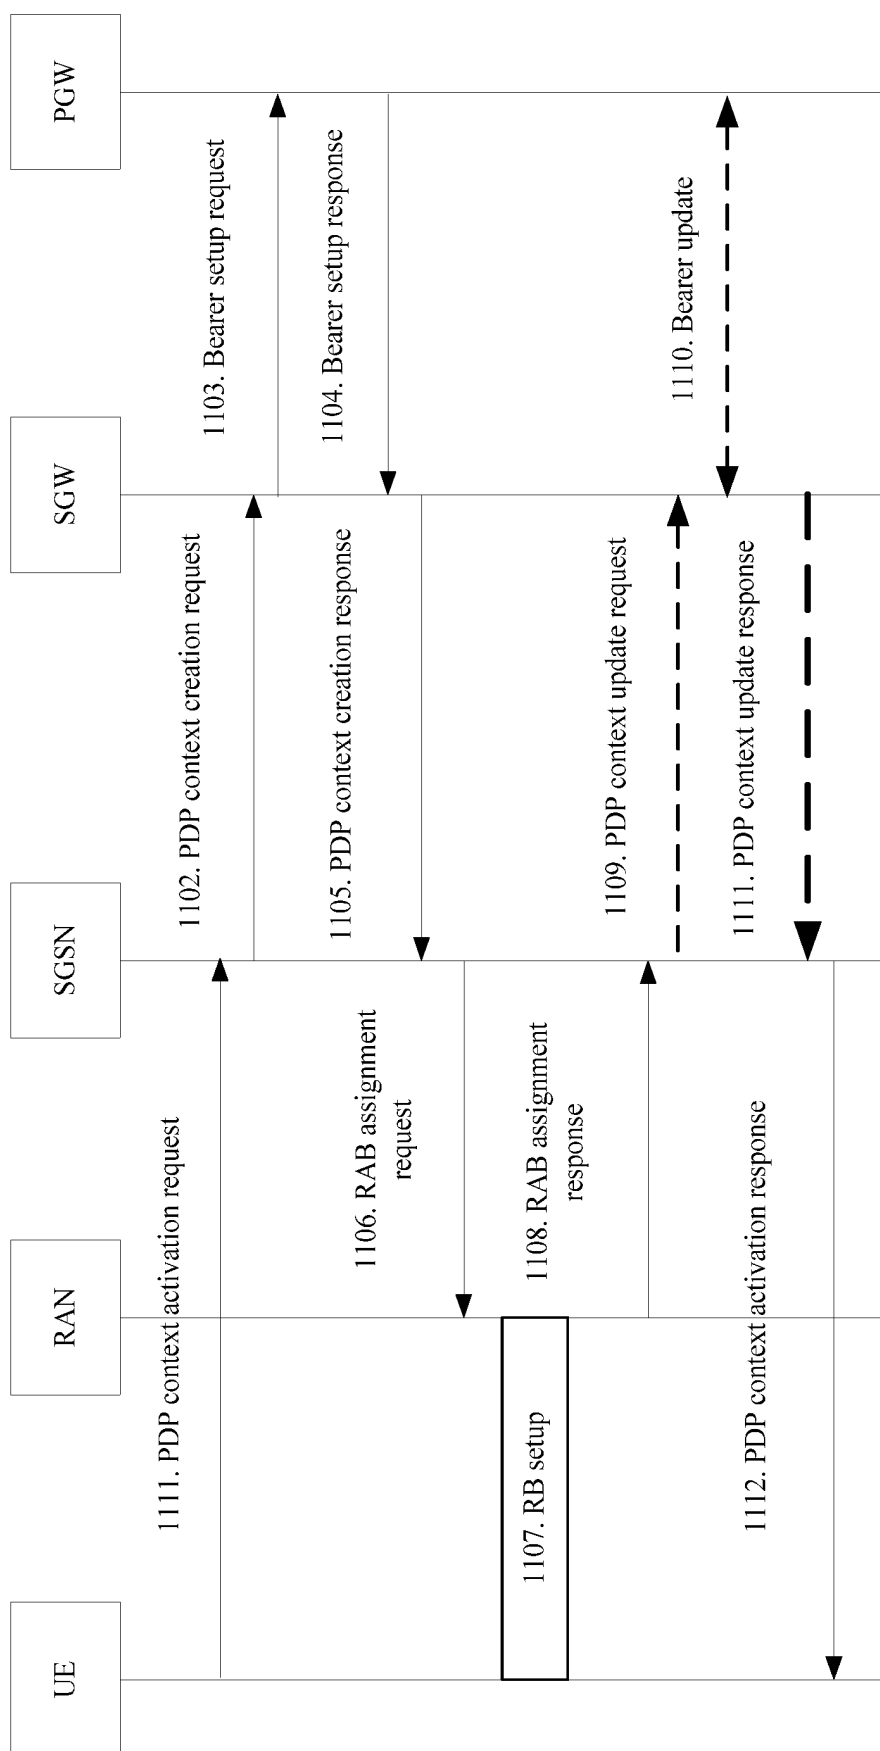 UE
RAN
SGSN
SGW
PGW
1111. PDP context activation request
1102. PDP context creation request
1103. Bearer setup request
1104. Bearer setup response
1105. PDP context creation response
1106. RAB assignment
request
1107. RB setup
1108. RAB assignment
response
1109. PDP context update request
1110. Bearer update
1111. PDP context update response
1112. PDP context activation response